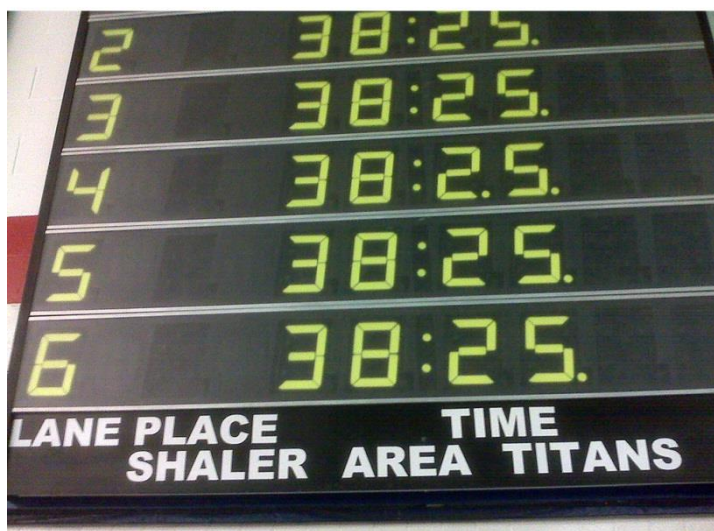 2 38:25.
3 38:25.
4 38:2.5.
5 38:25.
6 38:25.
LANE PLACE TIME
SHALER AREA TITANS